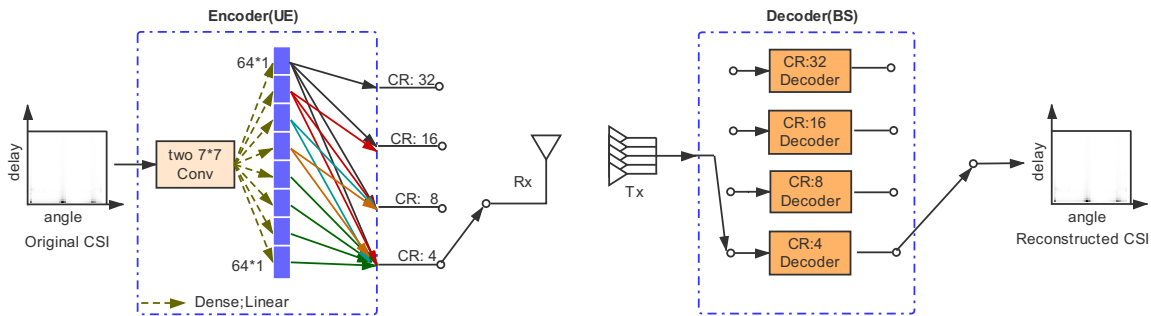 Encoder(UE)
delay
angle
Original CSI
two 7*7
Conv
64*1
64*1
Dense;Linear
CR: 32
CR: 16
CR: 8
CR: 4
Rx
Tx
Decoder(BS)
CR:32
Decoder
CR:16
Decoder
CR:8
Decoder
CR:4
Decoder
delay
angle
Reconstructed CSI